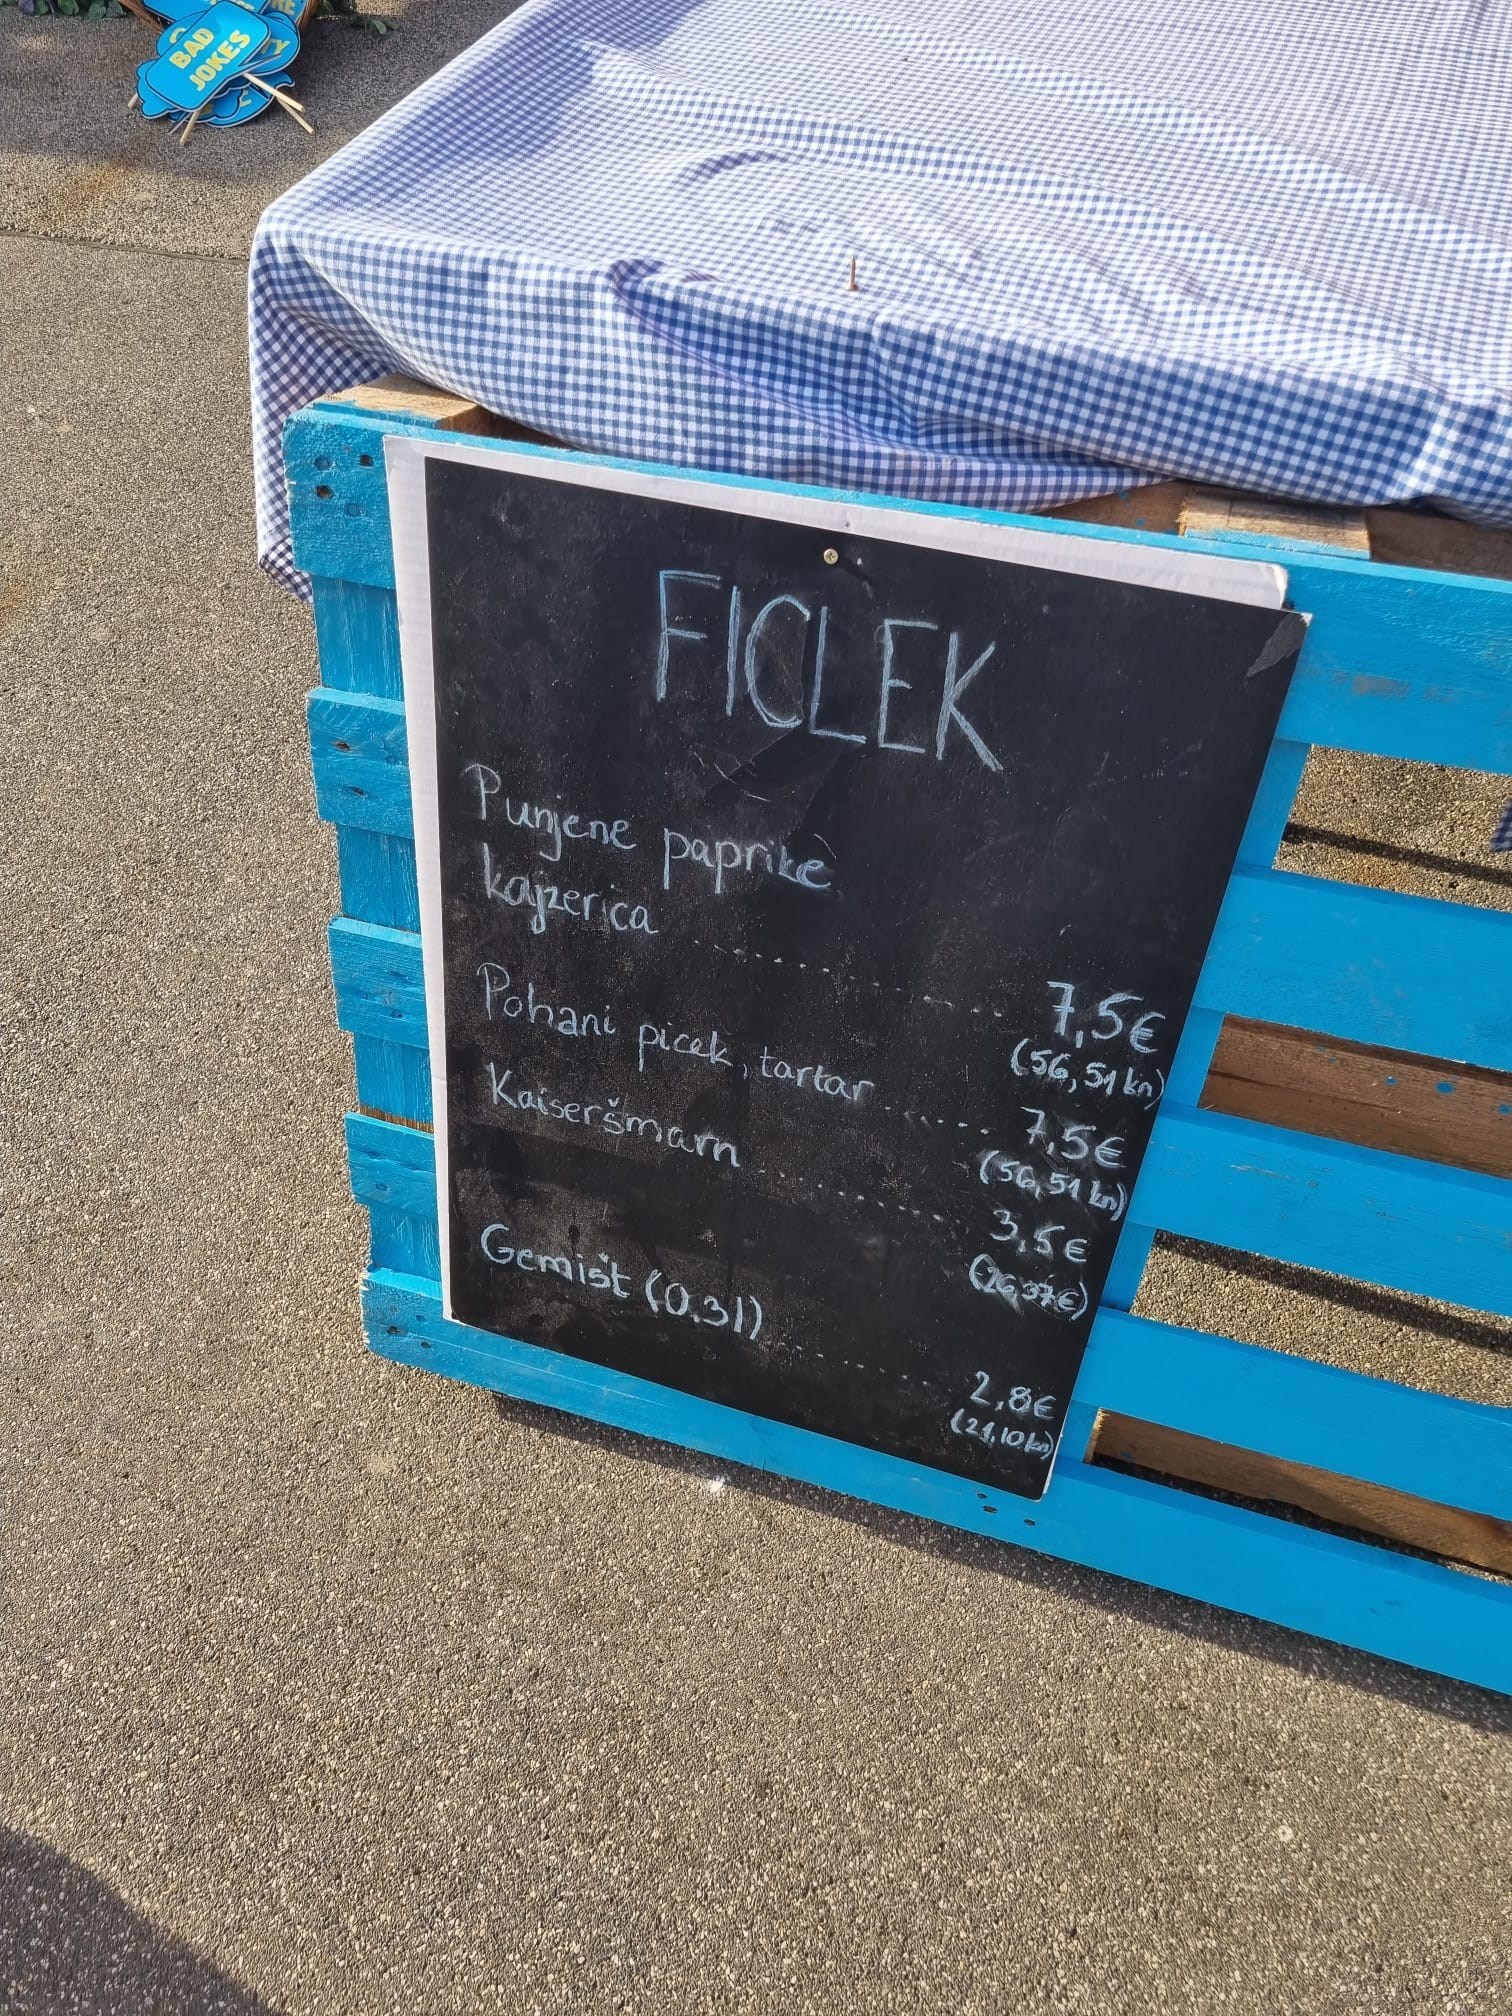 BAD
JOKES
FICLEK
Punjene paprike
kajzerica ........... 7,5€
(56,51 kn)
Pohani picek, tartar ...... 7,5€
(56,51 kn)
Kaiseršmarn ........... 3,5€
(26,37€)
Gemišt (0,3l) ......... 2,8€
(21,10 kn)